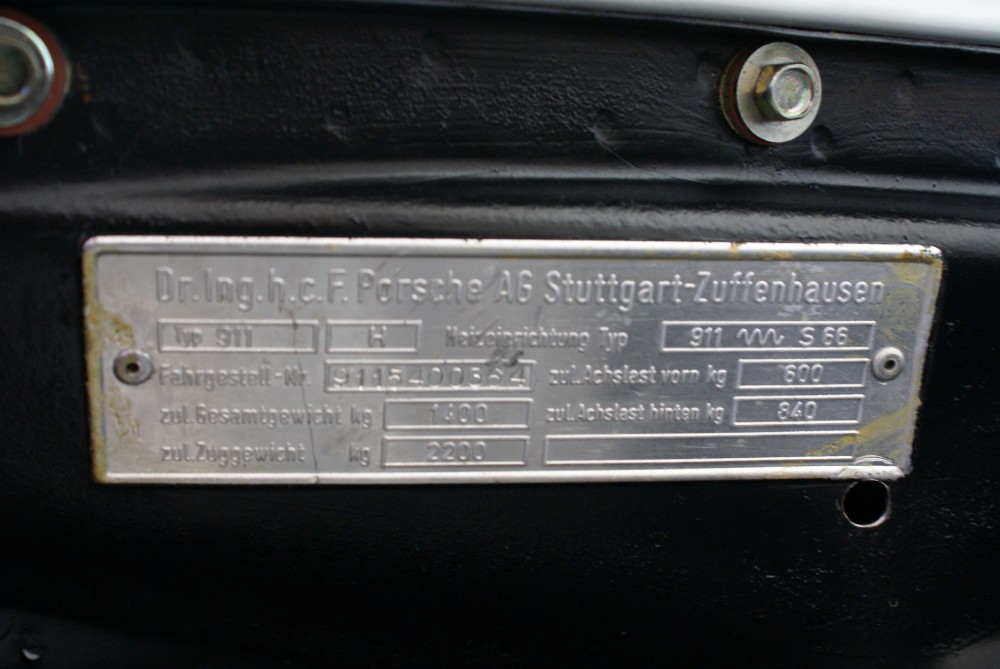 Dr.Ing.h.c.F. Porsche AG Stuttgart-Zuffenhausen
Typ 911 H Heizeinrichtung Typ 911 S 66
Fahrgestell-Nr. 9115400364 zul.Achslast vorn kg 600
zul.Gesamtgewicht kg 1400 zul.Achslast hinten kg 840
zul.Zuggewicht kg 2200